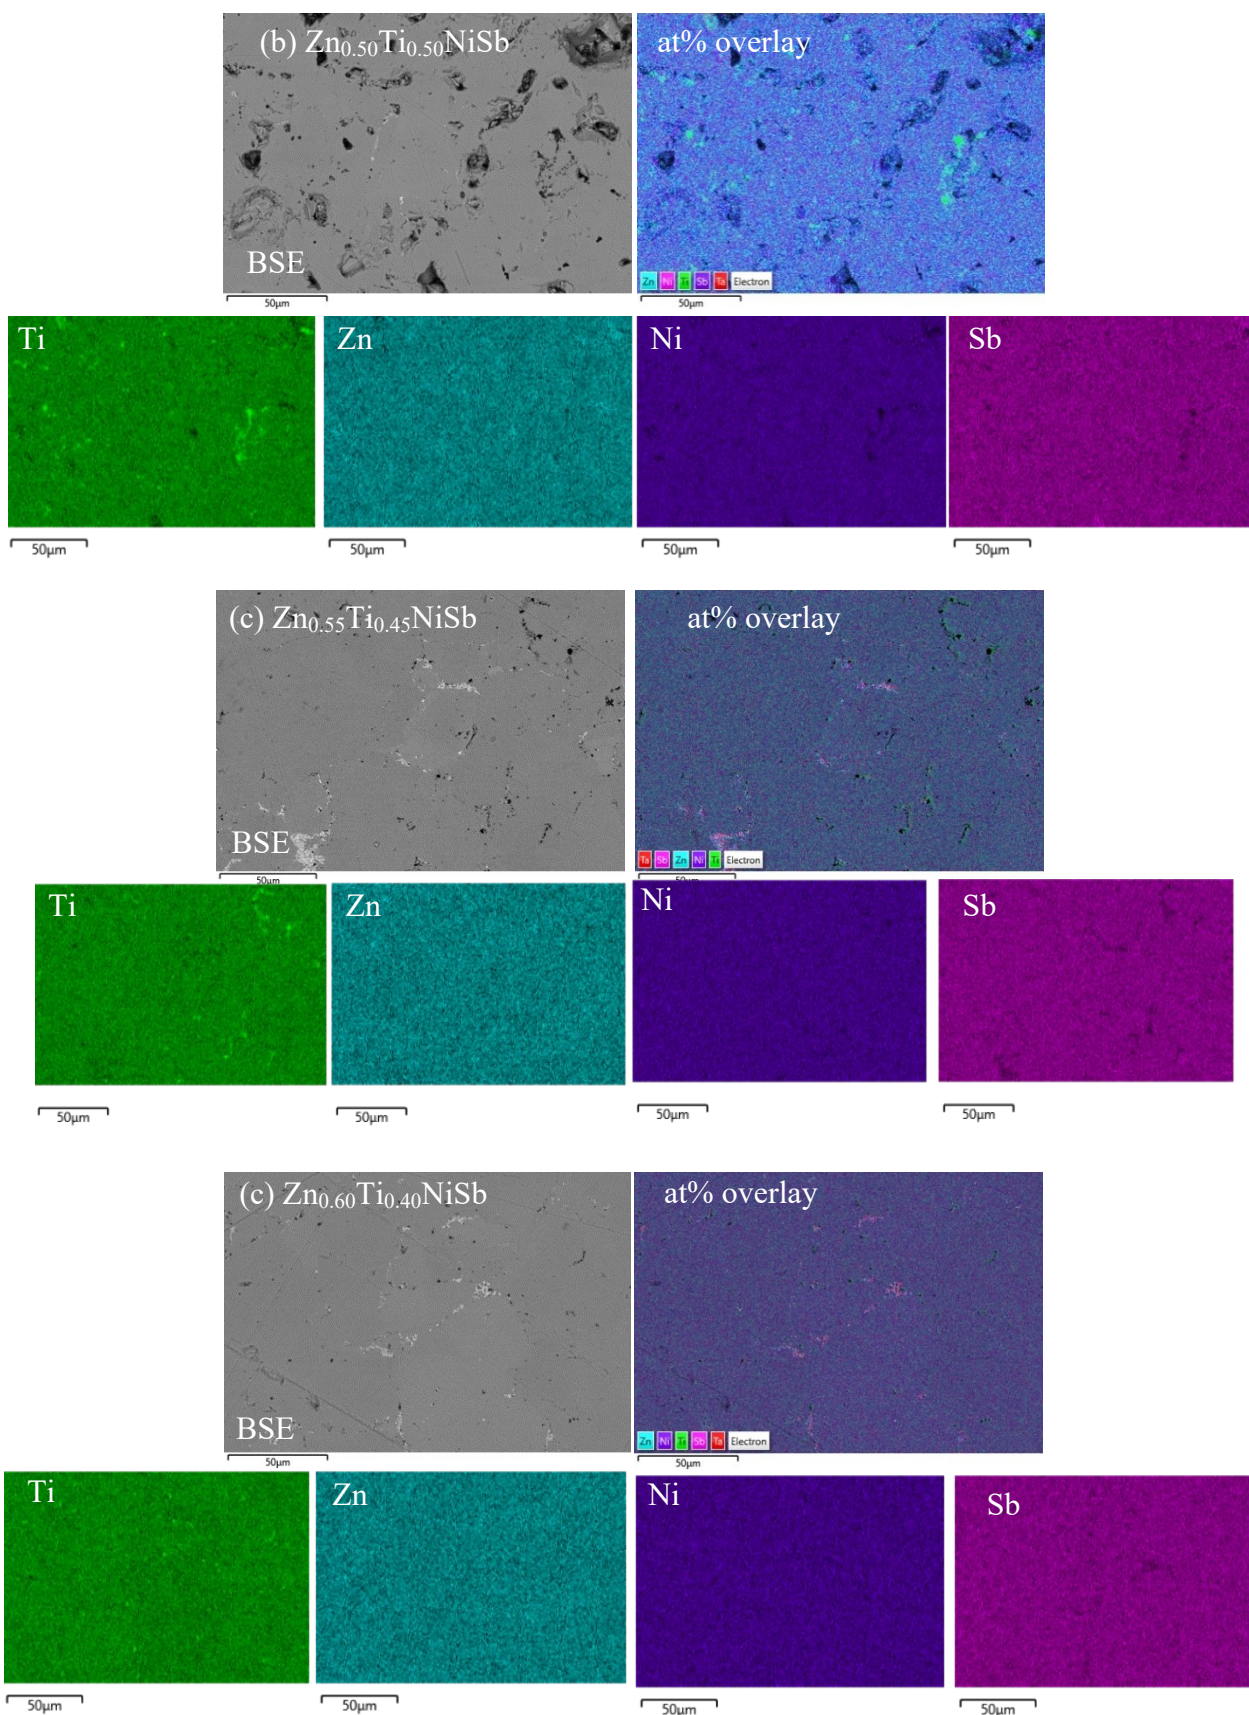 (b) Zn0.50Ti0.50NiSb
at% overlay
BSE
Zn Ni Ti Sb Ta Electron
50μm
50μm
Ti
Zn
Ni
Sb
50μm
50μm
50μm
50μm
(c) Zn0.55Ti0.45NiSb
at% overlay
BSE
Ta Sb Zn Ni Ti Electron
50μm
50μm
Ti
Zn
Ni
Sb
50μm
50μm
50μm
50μm
(c) Zn0.60Ti0.40NiSb
at% overlay
BSE
Zn Ni Ti Sb Ta Electron
50μm
50μm
Ti
Zn
Ni
Sb
50μm
50μm
50μm
50μm